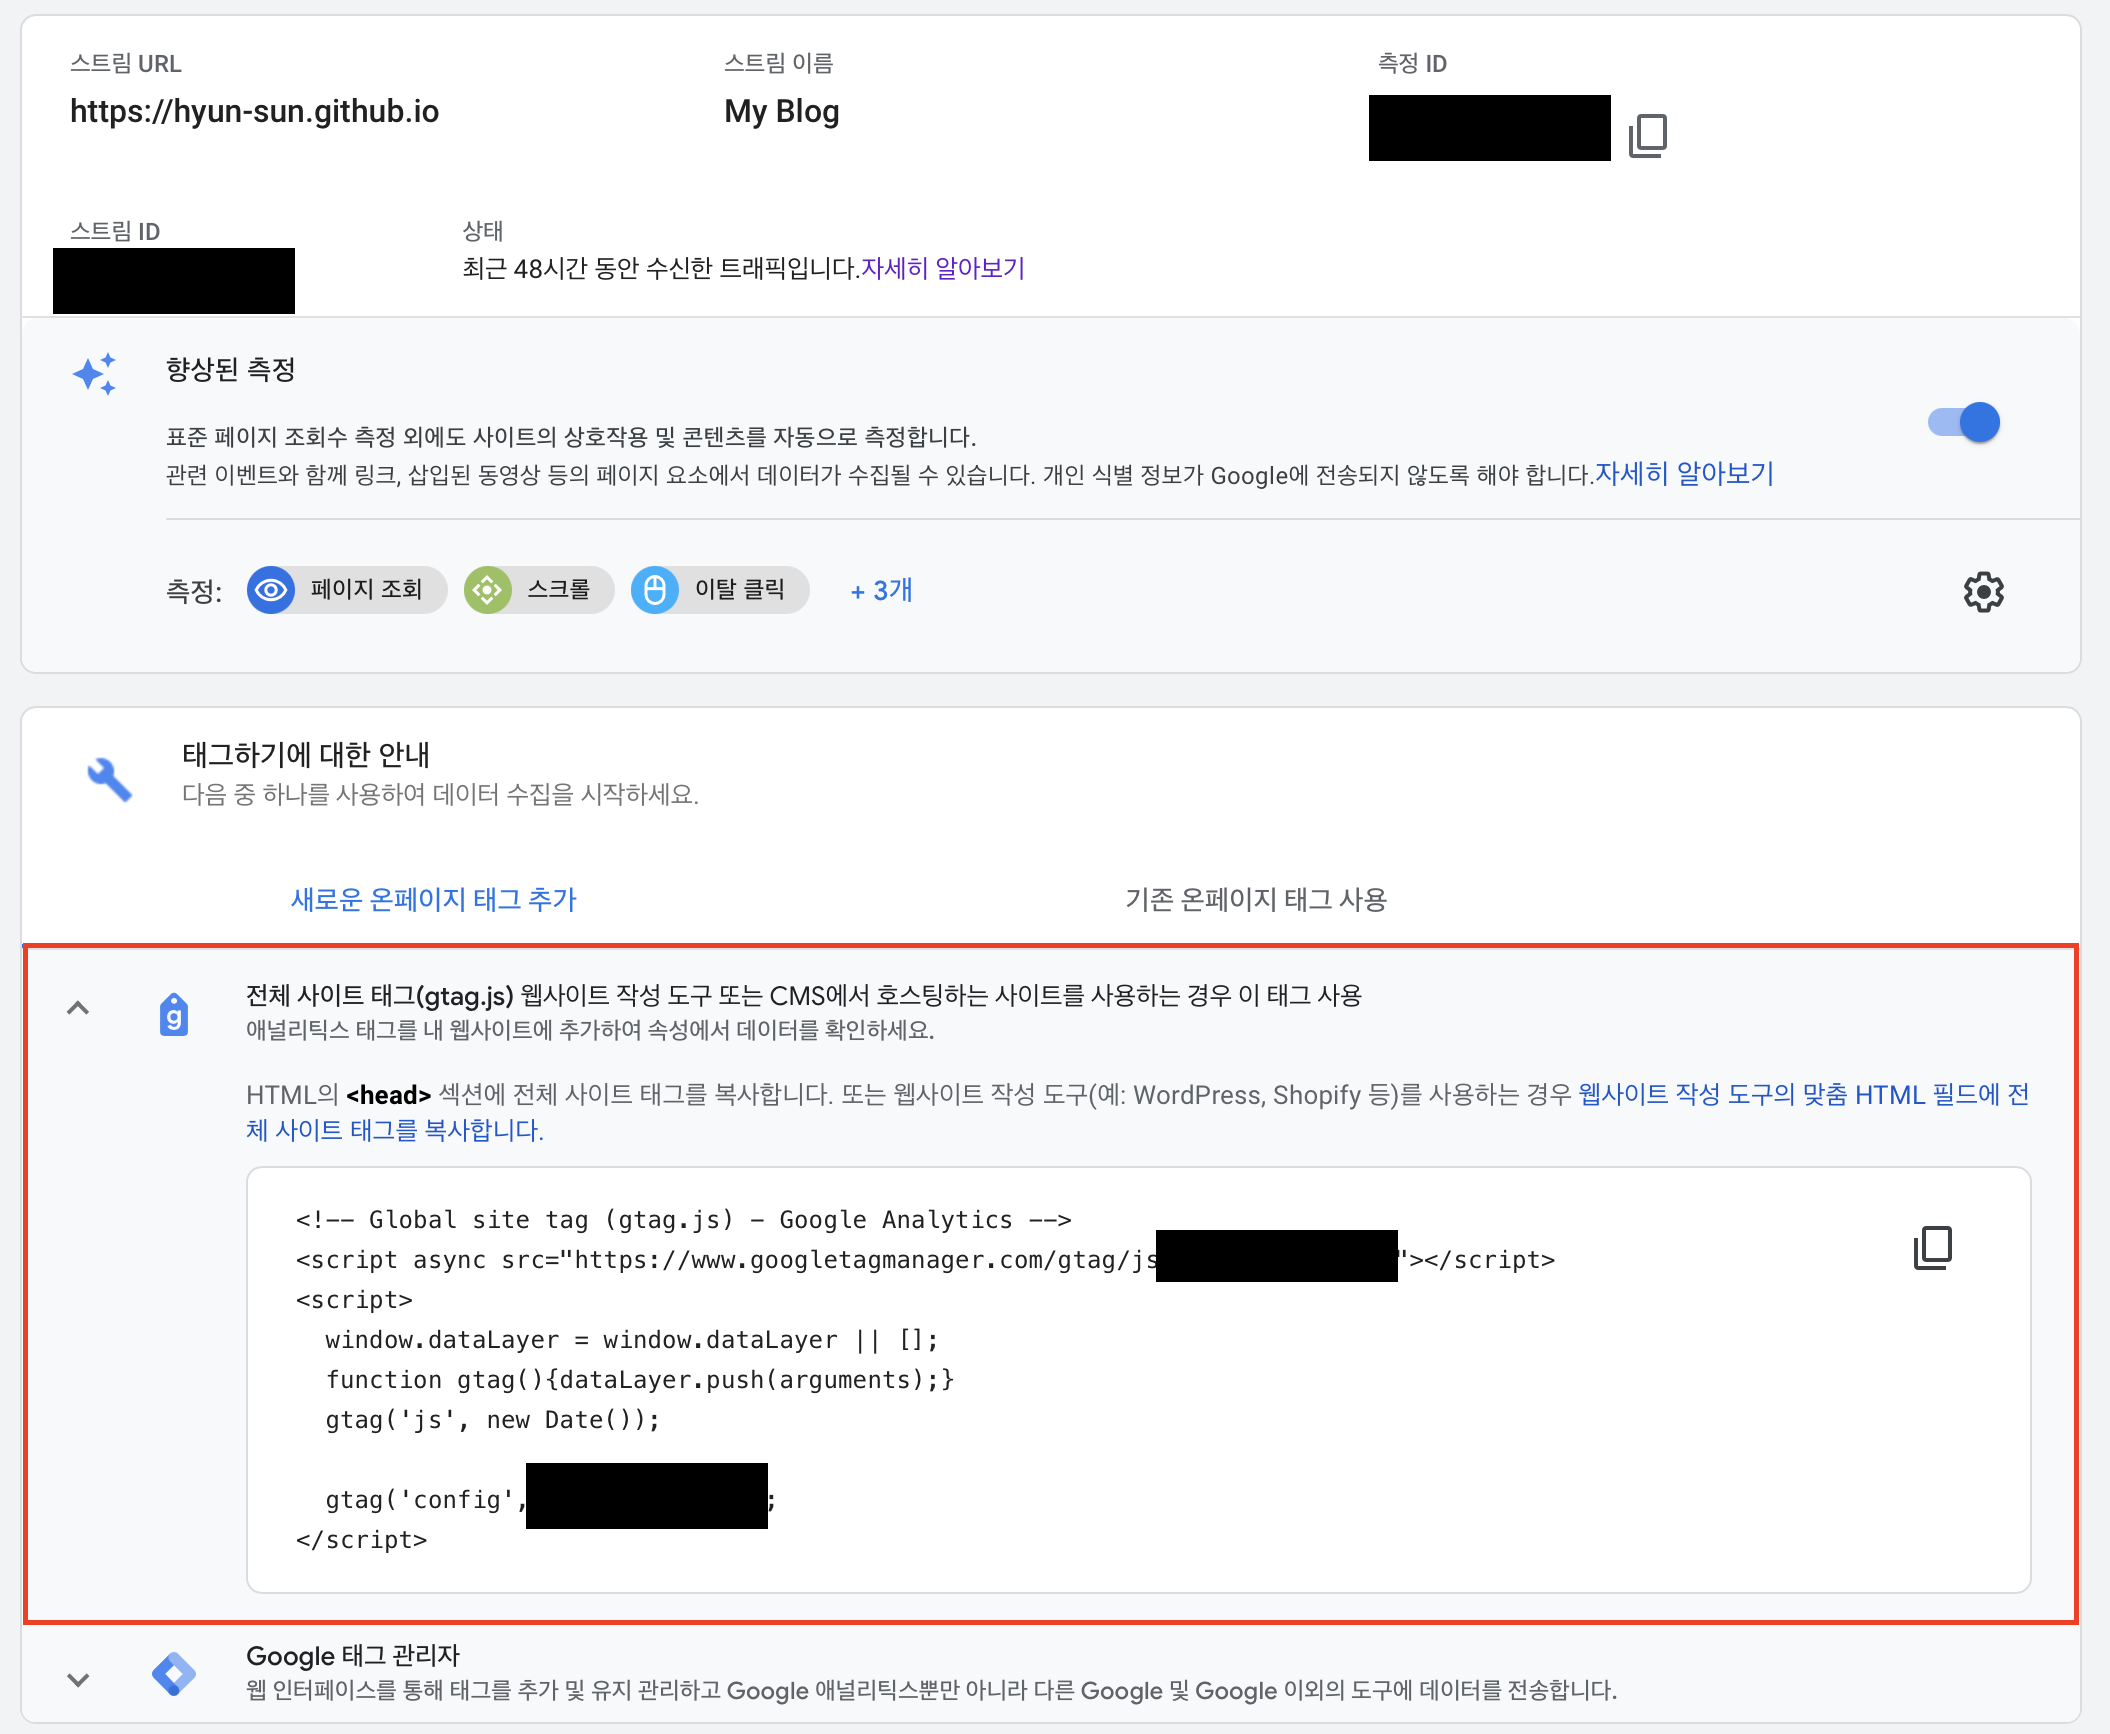 스트림 URL
https://hyun-sun.github.io
스트림 이름
My Blog
측정 ID
스트림 ID
상태
최근 48시간 동안 수신한 트래픽입니다.자세히 알아보기
향상된 측정
표준 페이지 조회수 측정 외에도 사이트의 상호작용 및 콘텐츠를 자동으로 측정합니다.
관련 이벤트와 함께 링크, 삽입된 동영상 등의 페이지 요소에서 데이터가 수집될 수 있습니다. 개인 식별 정보가 Google에 전송되지 않도록 해야 합니다.자세히 알아보기
측정: 페이지 조회 스크롤 이탈 클릭 + 3개
태그하기에 대한 안내
다음 중 하나를 사용하여 데이터 수집을 시작하세요.
새로운 온페이지 태그 추가
기존 온페이지 태그 사용
전체 사이트 태그(gtag.js) 웹사이트 작성 도구 또는 CMS에서 호스팅하는 사이트를 사용하는 경우 이 태그 사용
애널리틱스 태그를 내 웹사이트에 추가하여 속성에서 데이터를 확인하세요.
HTML의 <head> 섹션에 전체 사이트 태그를 복사합니다. 또는 웹사이트 작성 도구(예: WordPress, Shopify 등)를 사용하는 경우 웹사이트 작성 도구의 맞춤 HTML 필드에 전
체 사이트 태그를 복사합니다.
<!-- Global site tag (gtag.js) - Google Analytics -->
<script async src="https://www.googletagmanager.com/gtag/js "></script>
<script>
window.dataLayer = window.dataLayer || [];
function gtag(){dataLayer.push(arguments);}
gtag('js', new Date());
gtag('config', ;
</script>
Google 태그 관리자
웹 인터페이스를 통해 태그를 추가 및 유지 관리하고 Google 애널리틱스뿐만 아니라 다른 Google 및 Google 이외의 도구에 데이터를 전송합니다.